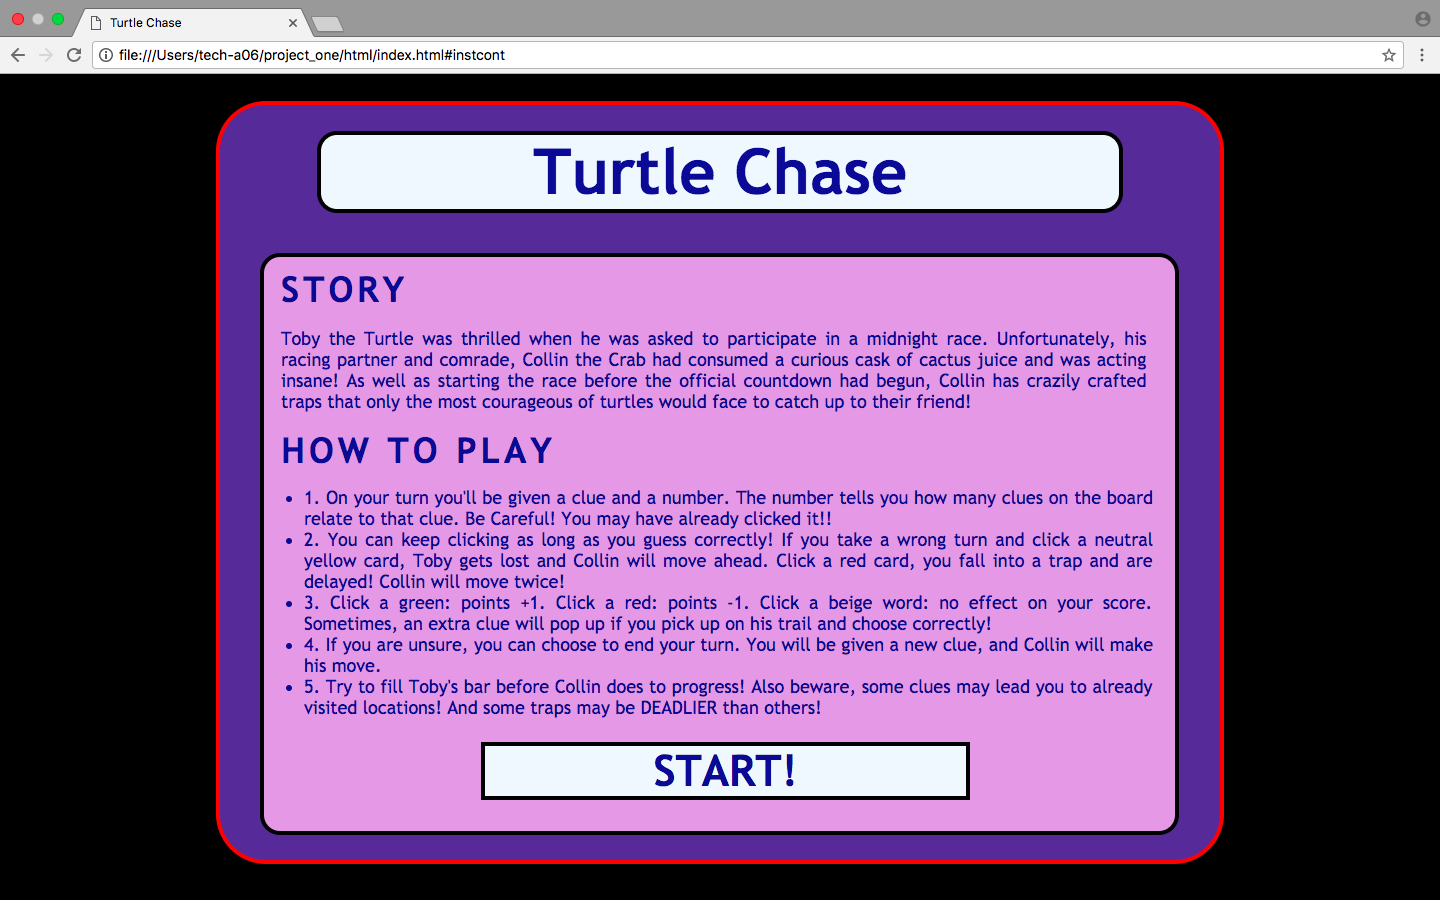 Turtle Chase
file:///Users/tech-a06/project_one/html/index.html#instcont
Turtle Chase
STORY
Toby the Turtle was thrilled when he was asked to participate in a midnight race. Unfortunately, his
racing partner and comrade, Collin the Crab had consumed a curious cask of cactus juice and was acting
insane! As well as starting the race before the official countdown had begun, Collin has crazily crafted
traps that only the most courageous of turtles would face to catch up to their friend!
HOW TO PLAY
• 1. On your turn you'll be given a clue and a number. The number tells you how many clues on the board
relate to that clue. Be Careful! You may have already clicked it!!
• 2. You can keep clicking as long as you guess correctly! If you take a wrong turn and click a neutral
yellow card, Toby gets lost and Collin will move ahead. Click a red card, you fall into a trap and are
delayed! Collin will move twice!
• 3. Click a green: points +1. Click a red: points -1. Click a beige word: no effect on your score.
Sometimes, an extra clue will pop up if you pick up on his trail and choose correctly!
• 4. If you are unsure, you can choose to end your turn. You will be given a new clue, and Collin will make
his move.
• 5. Try to fill Toby's bar before Collin does to progress! Also beware, some clues may lead you to already
visited locations! And some traps may be DEADLIER than others!
START!